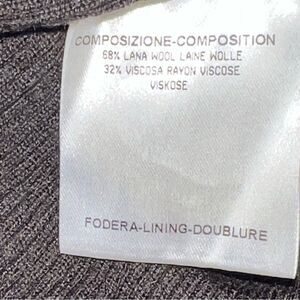 COMPOSIZIONE-COMPOSITION
68% LANA WOOL LAINE WOLLE
32% VISCOSA RAYON VISCOSE
VISKOSE
FODERA-LINING-DOUBLURE